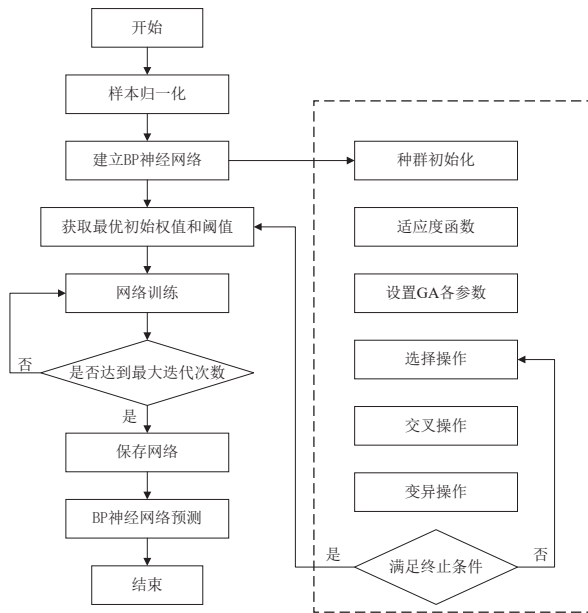 开始
样本归一化
建立BP神经网络
获取最优初始权值和阈值
网络训练
否
是否达到最大迭代次数
是
保存网络
BP神经网络预测
结束
种群初始化
适应度函数
设置GA各参数
选择操作
交叉操作
变异操作
是
满足终止条件
否